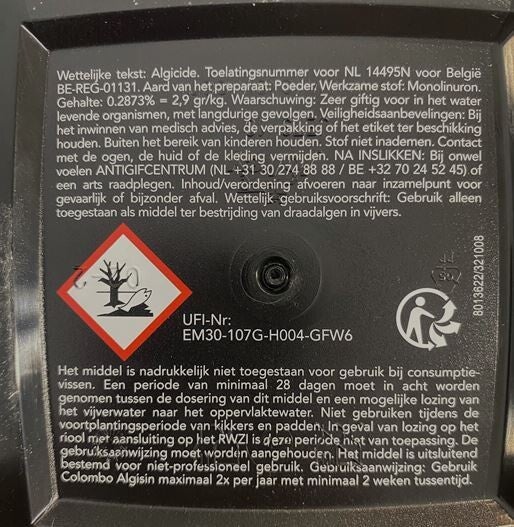 Wettelijke tekst: Algicide. Toelatingsnummer voor NL 14495N voor België
BE-REG-01131. Aard van het preparaat: Poeder, Werkzame stof: Monolinuron.
Gehalte: 0.2873% = 2,9 gr/kg. Waarschuwing: Zeer giftig voor in het water
levende organismen, met langdurige gevolgen. Veiligheidsaanbevelingen: Bij
het inwinnen van medisch advies, de verpakking of het etiket ter beschikking
houden. Buiten het bereik van kinderen houden. Stof niet inademen. Contact
met de ogen, de huid of de kleding vermijden. NA INSLIKKEN: Bij onwel
voelen ANTIGIFCENTRUM (NL +31 30 274 88 88 / BE +32 70 24 52 45) of
een arts raadplegen. Inhoud/verordening afvoeren naar inzamelpunt voor
gevaarlijk of bijzonder afval. Wettelijk gebruiksvoorschrift: Gebruik alleen
toegestaan als middel ter bestrijding van draadalgen in vijvers.
UFI-Nr:
EM30-107G-H004-GFW6
8013622/321008
Het middel is nadrukkelijk niet toegestaan voor gebruik bij consumptie-
vissen. Een periode van minimaal 28 dagen moet in acht worden
genomen tussen de dosering van dit middel en een mogelijke lozing van
het vijverwater naar het oppervlaktewater. Niet gebruiken tijdens de
voortplantingsperiode van kikkers en padden. In geval van lozing op het
riool met aansluiting op het RWZI is deze periode niet van toepassing. De
gebruiksaanwijzing moet worden aangehouden. Het middel is uitsluitend
bestemd voor niet-professioneel gebruik. Gebruiksaanwijzing: Gebruik
Colombo Algisin maximaal 2x per jaar met minimaal 2 weken tussentijd.